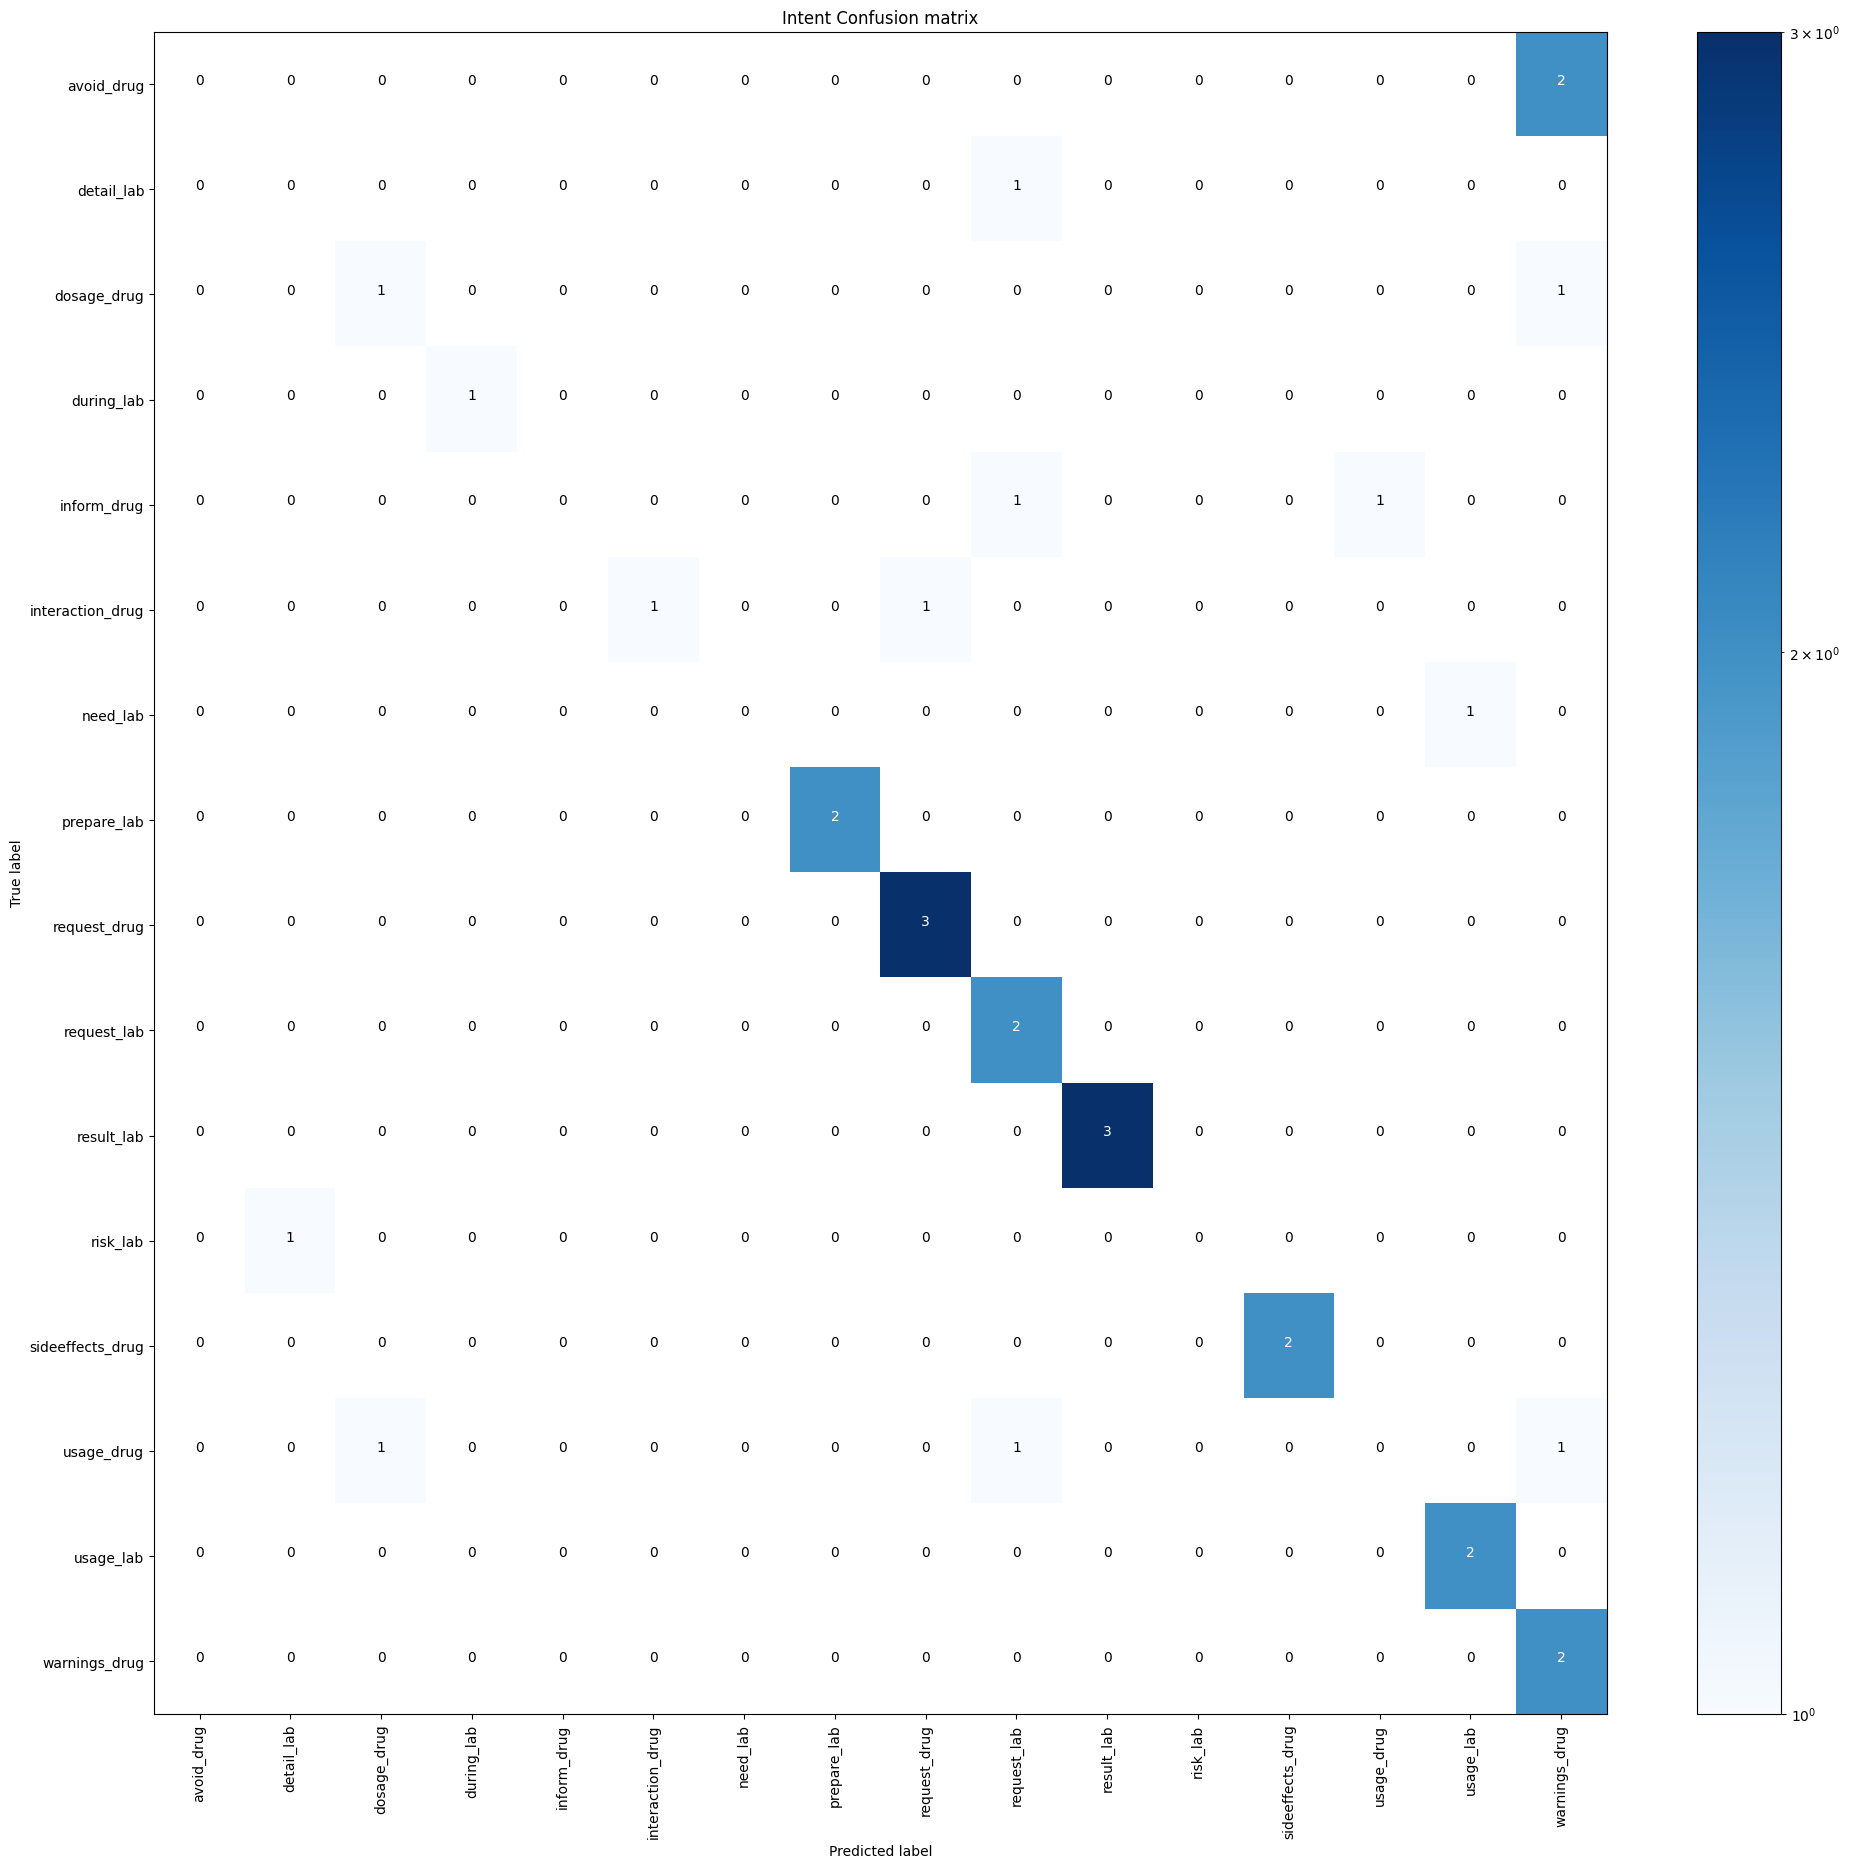 Intent Confusion matrix
avoid_drug 0 0 0 0 0 0 0 0 0 0 0 0 0 0 0 2
detail_lab 0 0 0 0 0 0 0 0 0 1 0 0 0 0 0 0
dosage_drug 0 0 1 0 0 0 0 0 0 0 0 0 0 0 0 1
during_lab 0 0 0 1 0 0 0 0 0 0 0 0 0 0 0 0
inform_drug 0 0 0 0 0 0 0 0 0 1 0 0 0 1 0 0
interaction_drug 0 0 0 0 0 1 0 0 1 0 0 0 0 0 0 0
need_lab 0 0 0 0 0 0 0 0 0 0 0 0 0 0 1 0
prepare_lab 0 0 0 0 0 0 0 2 0 0 0 0 0 0 0 0
request_drug 0 0 0 0 0 0 0 0 3 0 0 0 0 0 0 0
request_lab 0 0 0 0 0 0 0 0 0 2 0 0 0 0 0 0
result_lab 0 0 0 0 0 0 0 0 0 0 3 0 0 0 0 0
risk_lab 0 1 0 0 0 0 0 0 0 0 0 0 0 0 0 0
sideeffects_drug 0 0 0 0 0 0 0 0 0 0 0 0 2 0 0 0
usage_drug 0 0 1 0 0 0 0 0 0 1 0 0 0 0 0 1
usage_lab 0 0 0 0 0 0 0 0 0 0 0 0 0 0 2 0
warnings_drug 0 0 0 0 0 0 0 0 0 0 0 0 0 0 0 2
True label
avoid_drug
detail_lab
dosage_drug
during_lab
inform_drug
interaction_drug
need_lab
prepare_lab
request_drug
request_lab
result_lab
risk_lab
sideeffects_drug
usage_drug
usage_lab
warnings_drug
Predicted label
3 × 10⁰
2 × 10⁰
10⁰